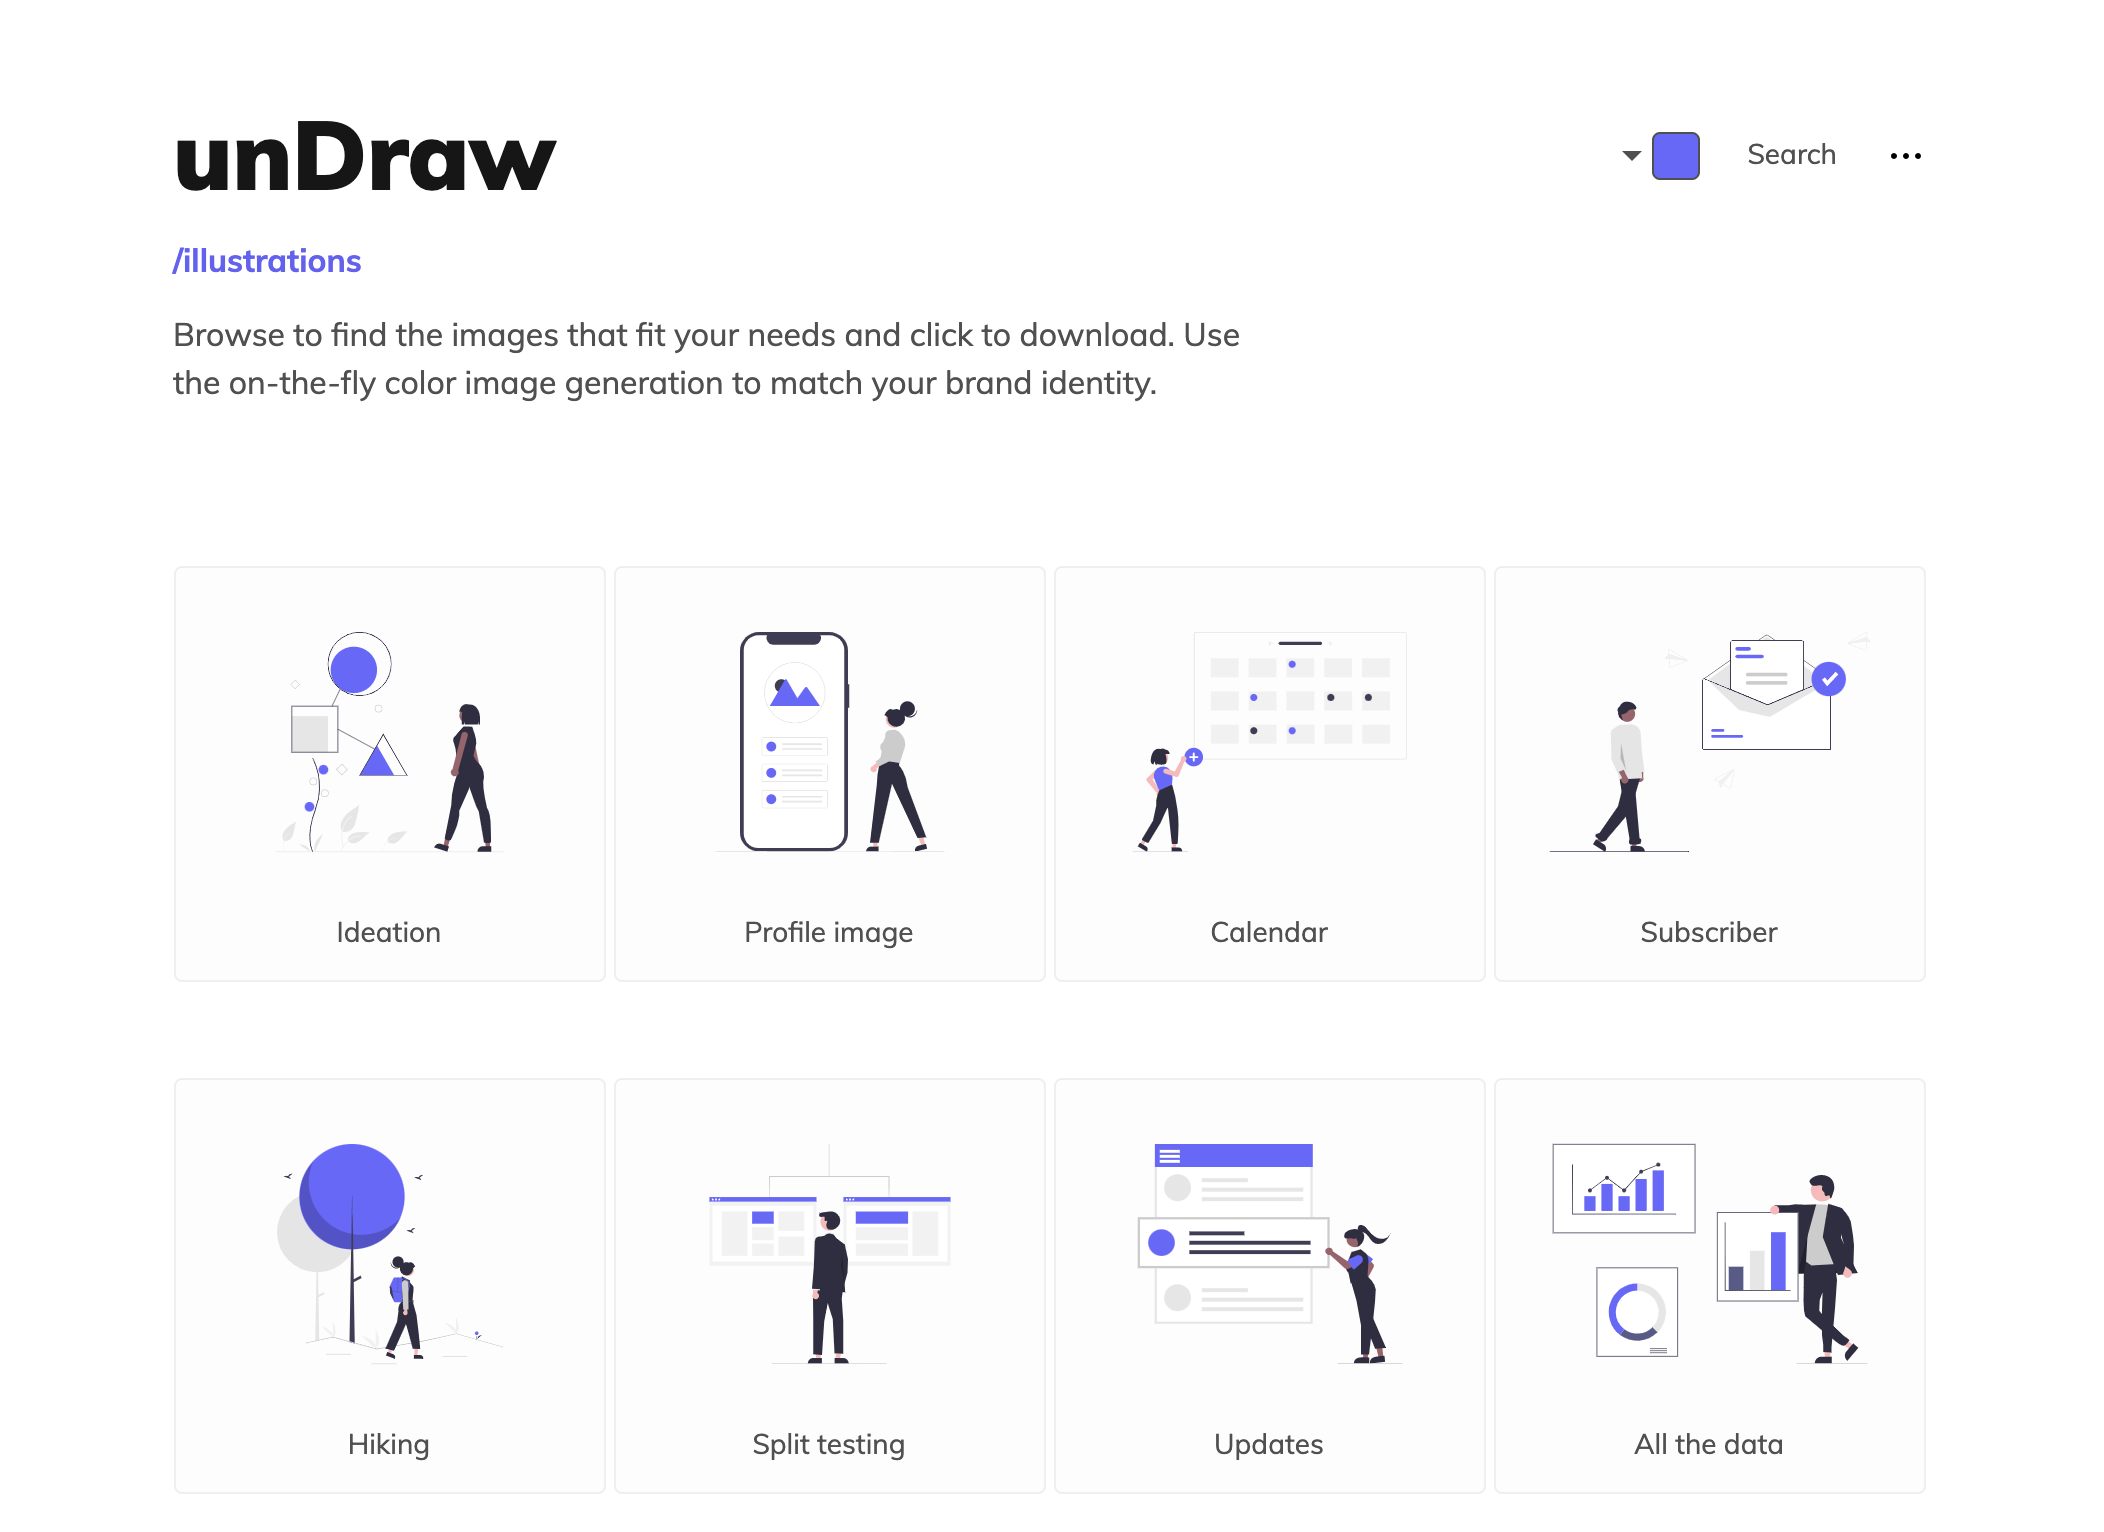 unDraw
Search
/illustrations
Browse to find the images that fit your needs and click to download. Use
the on-the-fly color image generation to match your brand identity.
Ideation
Profile image
Calendar
Subscriber
Hiking
Split testing
Updates
All the data